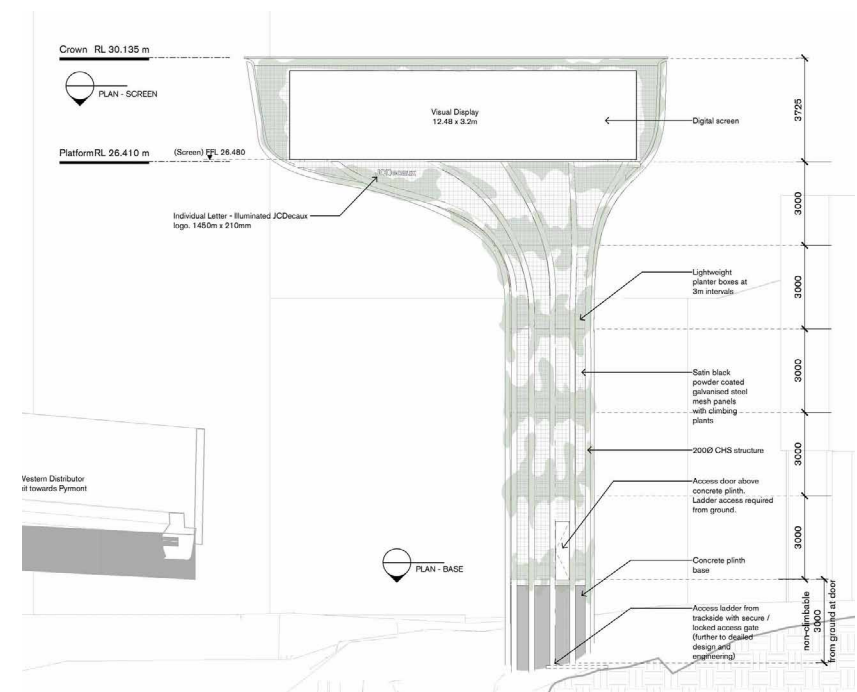 Crown RL 30.135 m
PLAN - SCREEN
Visual Display
12.48 x 3.2m
Digital screen
3725
Platform RL 26.410 m
(Screen) FFL 26.480
JCDecaux
Individual Letter - Illuminated JCDecaux
logo. 1450m x 210mm
3000
Lightweight
planter boxes at
3m intervals
3000
Satin black
powder coated
galvanised steel
mesh panels
with climbing
plants
3000
200Ø CHS structure
3000
Western Distributor
it towards Pyrmont
Access door above
concrete plinth.
Ladder access required
from ground.
3000
PLAN - BASE
Concrete plinth
base
Access ladder from
trackside with secure /
locked access gate
(further to deailed
design and
engineering)
non-climbable
3000
from ground at door